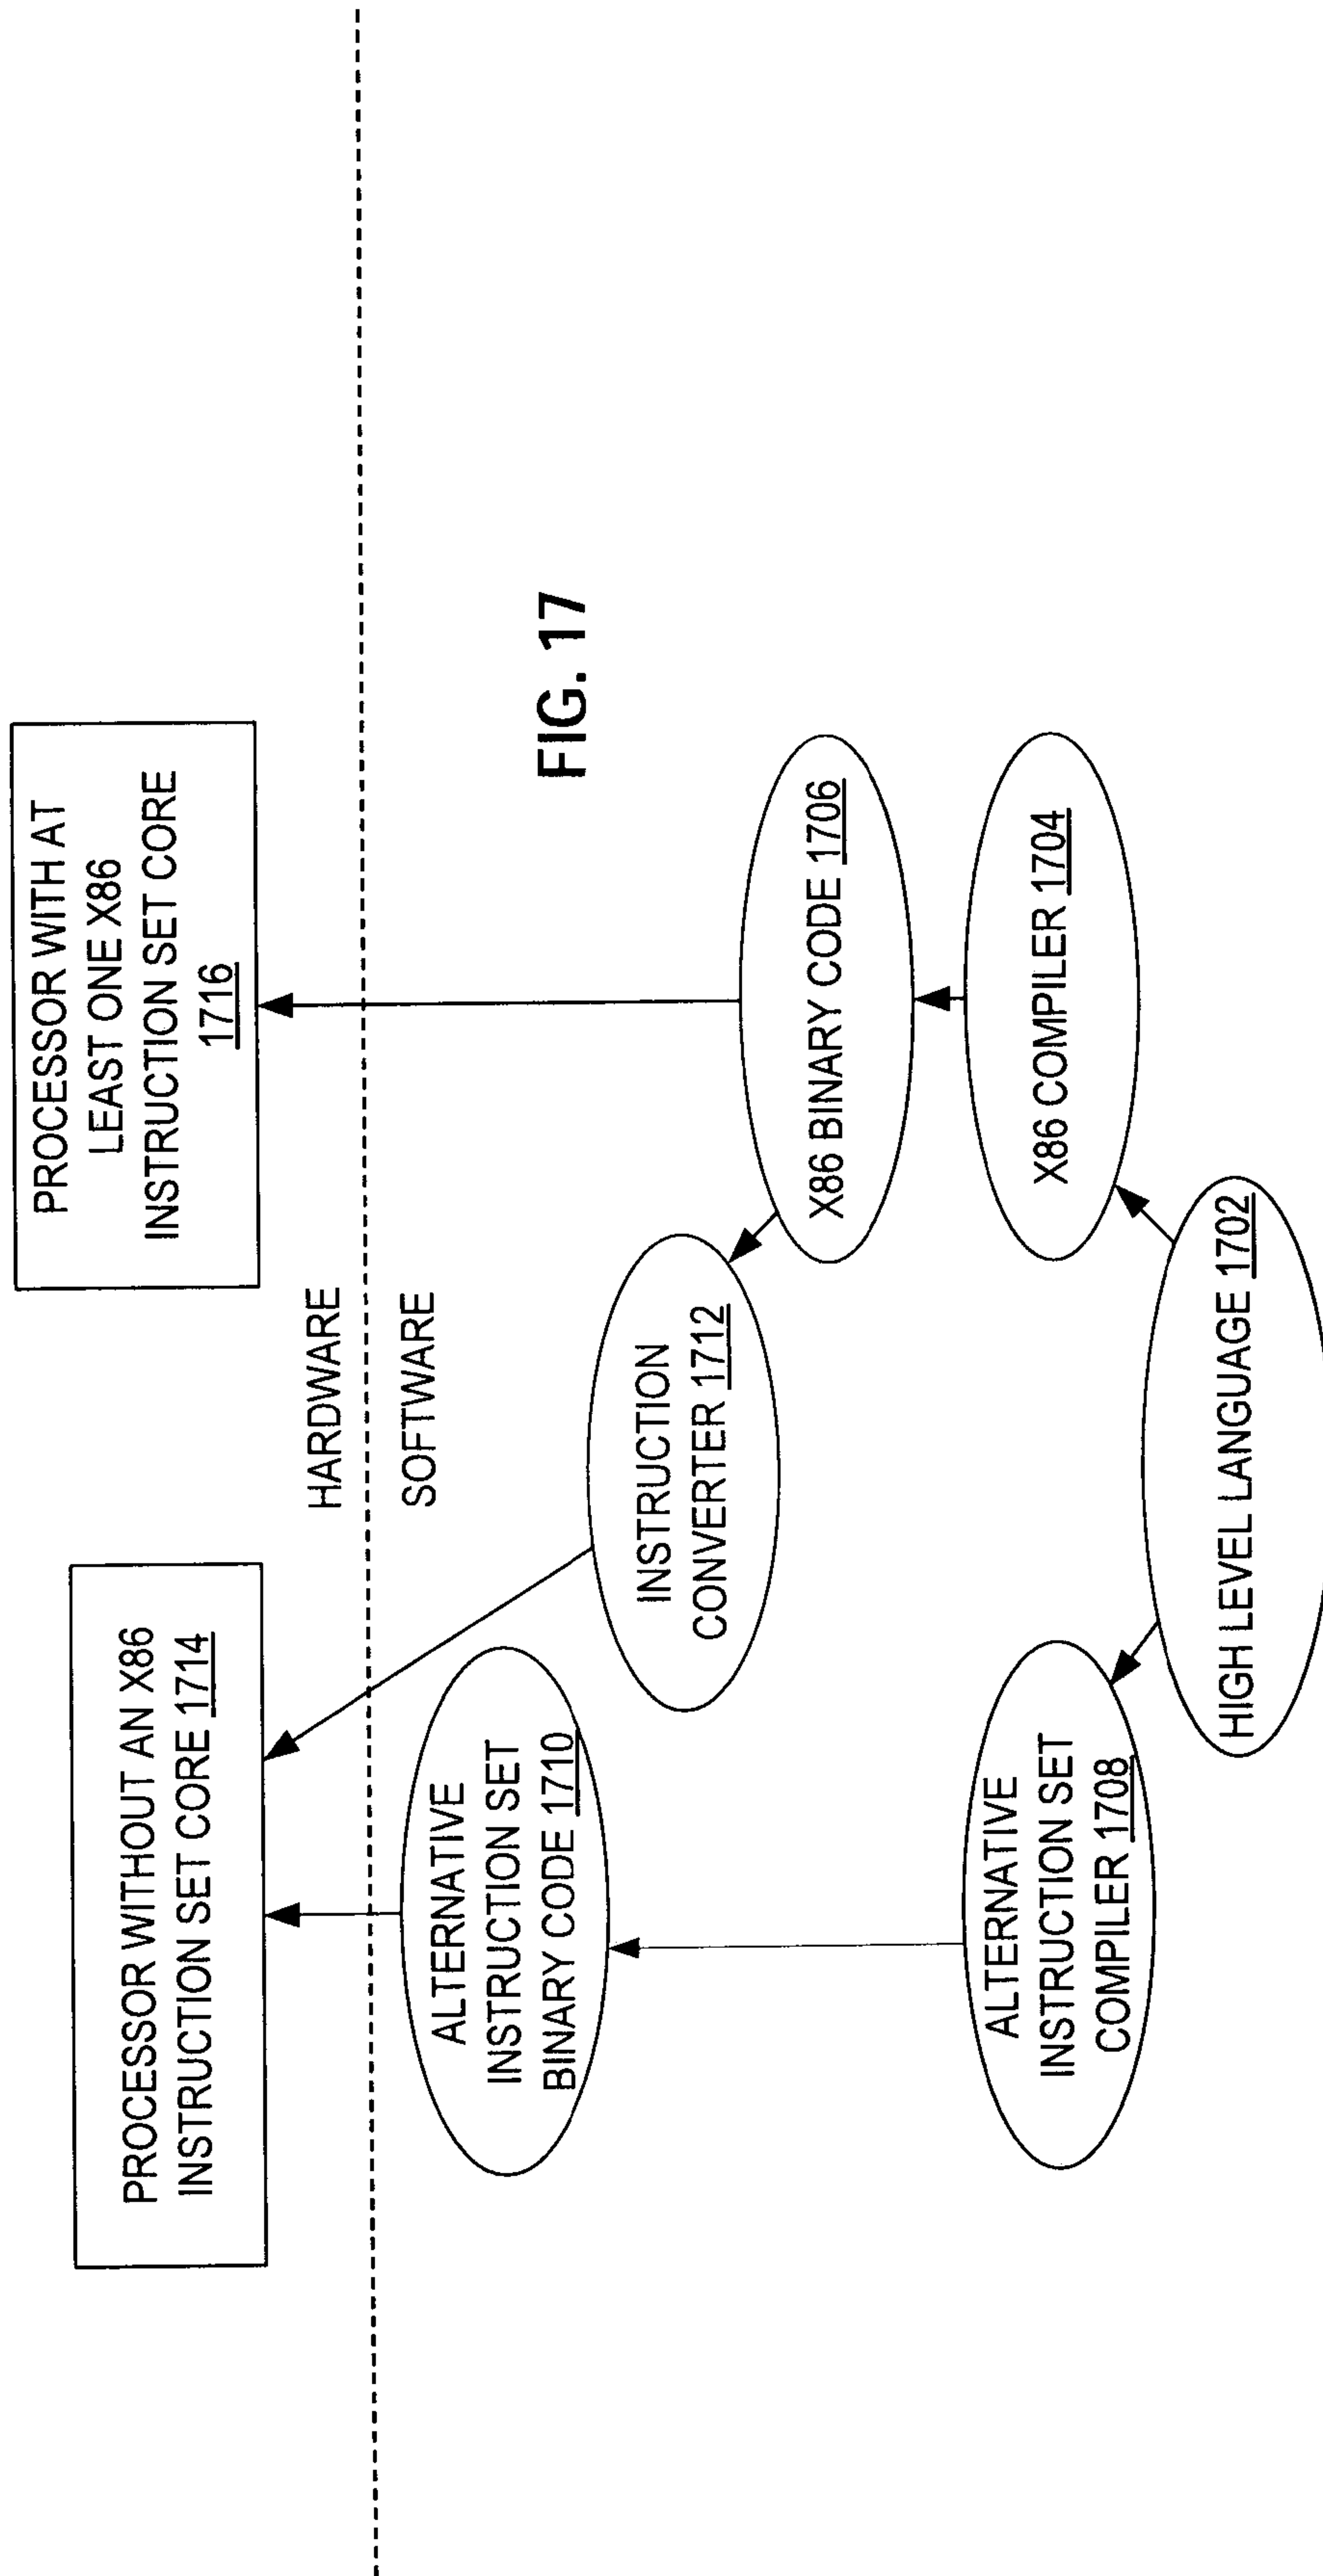 PROCESSOR WITHOUT AN X86
INSTRUCTION SET CORE 1714
PROCESSOR WITH AT
LEAST ONE X86
INSTRUCTION SET CORE
1716
HARDWARE
SOFTWARE
ALTERNATIVE
INSTRUCTION SET
BINARY CODE 1710
INSTRUCTION
CONVERTER 1712
FIG. 17
X86 BINARY CODE 1706
ALTERNATIVE
INSTRUCTION SET
COMPILER 1708
X86 COMPILER 1704
HIGH LEVEL LANGUAGE 1702